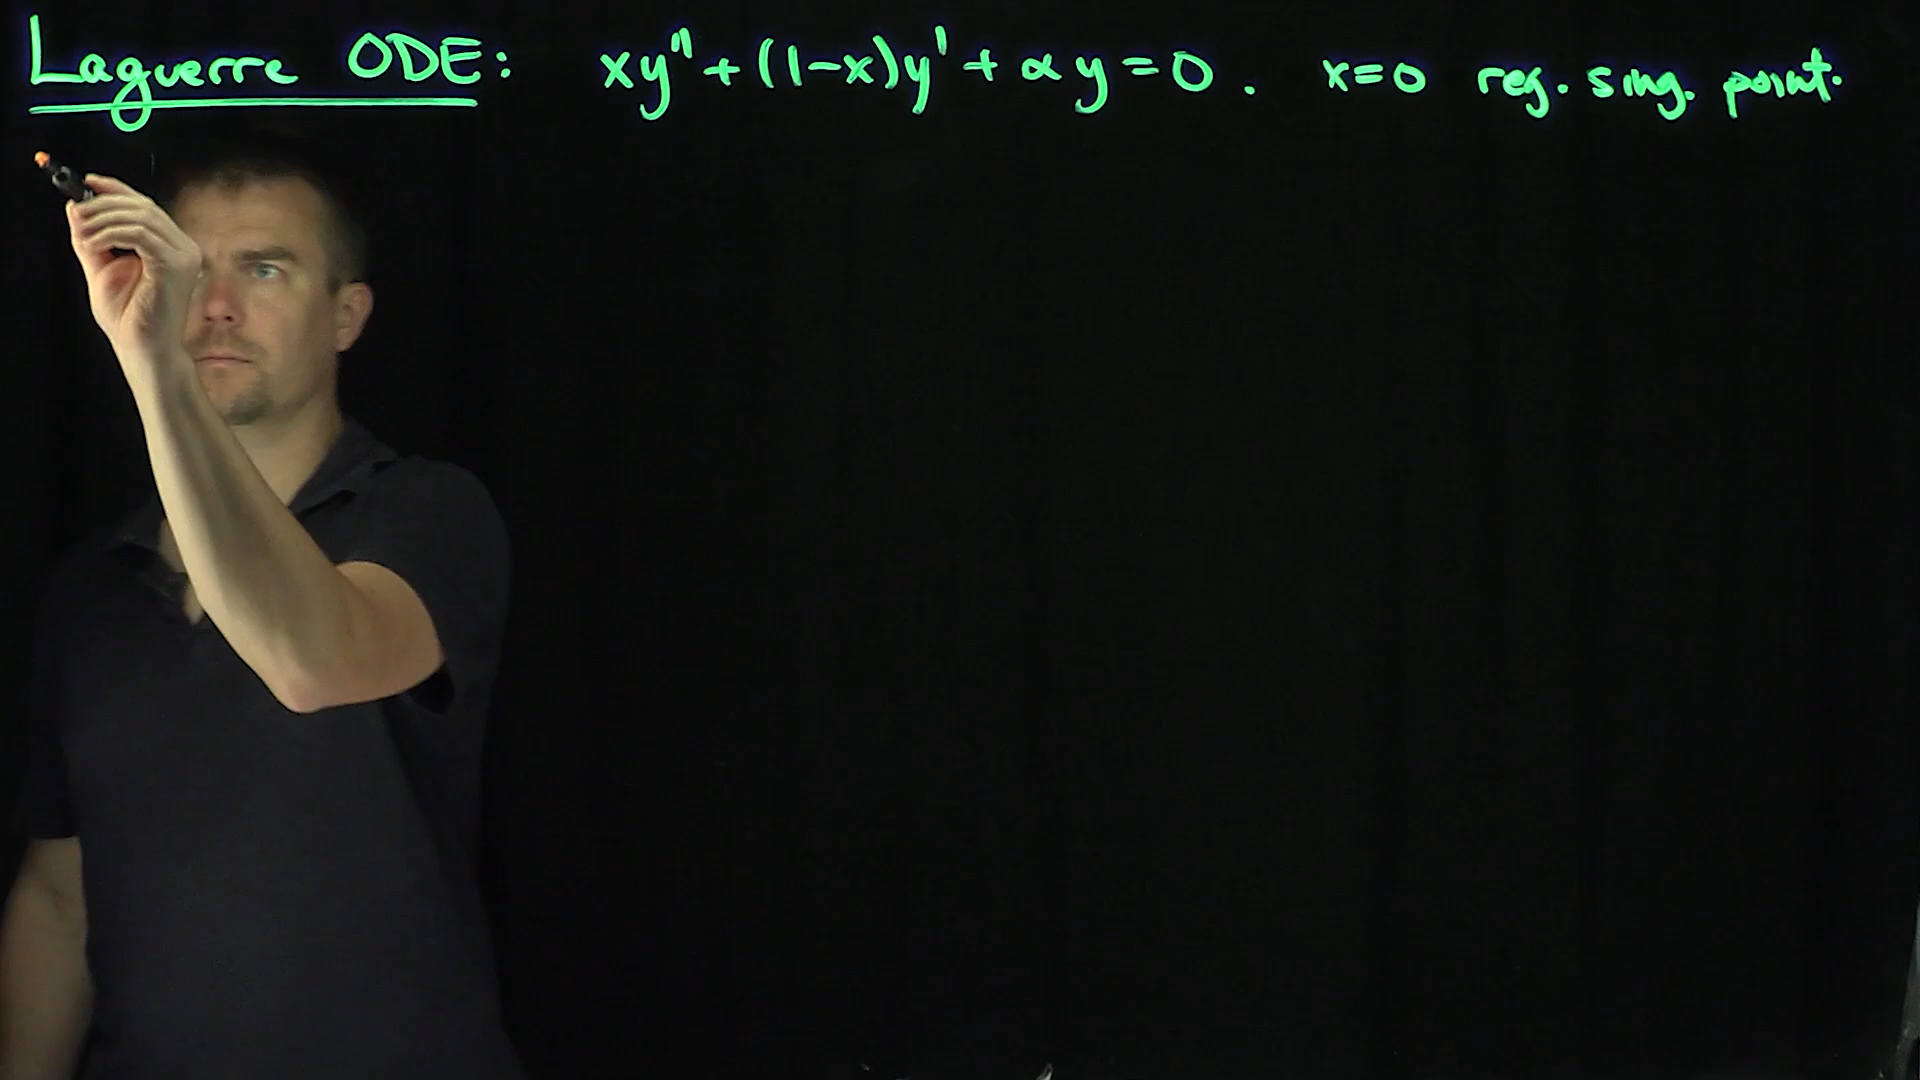 Laguerre ODE: xy" + (1-x)y' + αy = 0. x=0 reg. sing. point.